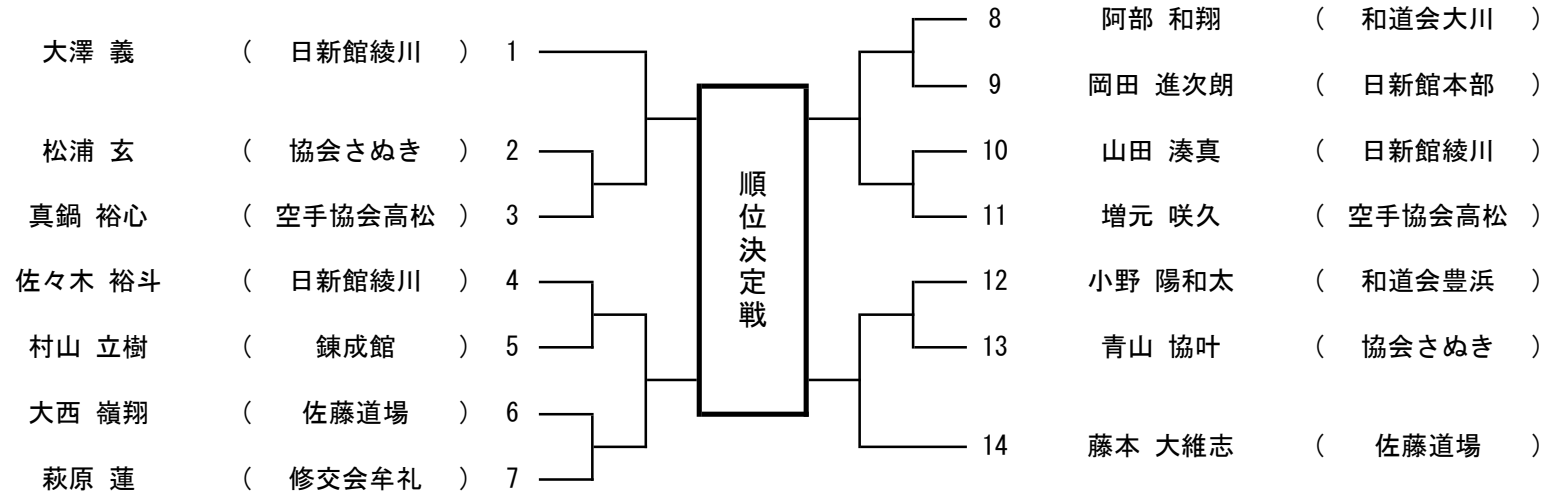 大澤 義 ( 日新館綾川 ) 1
松浦 玄 ( 協会さぬき ) 2
真鍋 裕心 ( 空手協会高松 ) 3
佐々木 裕斗 ( 日新館綾川 ) 4
村山 立樹 ( 錬成館 ) 5
大西 嶺翔 ( 佐藤道場 ) 6
萩原 蓮 ( 修交会牟礼 ) 7
順位決定戦
8 阿部 和翔 ( 和道会大川 )
9 岡田 進次朗 ( 日新館本部 )
10 山田 湊真 ( 日新館綾川 )
11 増元 咲久 ( 空手協会高松 )
12 小野 陽和太 ( 和道会豊浜 )
13 青山 協叶 ( 協会さぬき )
14 藤本 大維志 ( 佐藤道場 )